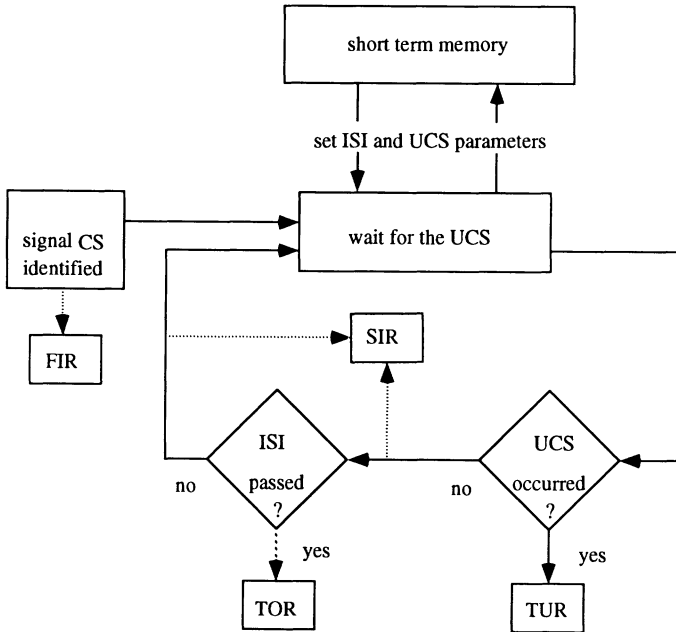 short term memory
set ISI and UCS parameters
signal CS
identified
wait for the UCS
FIR
SIR
ISI
passed
?
no
yes
UCS
occurred
?
no
yes
TOR
TUR